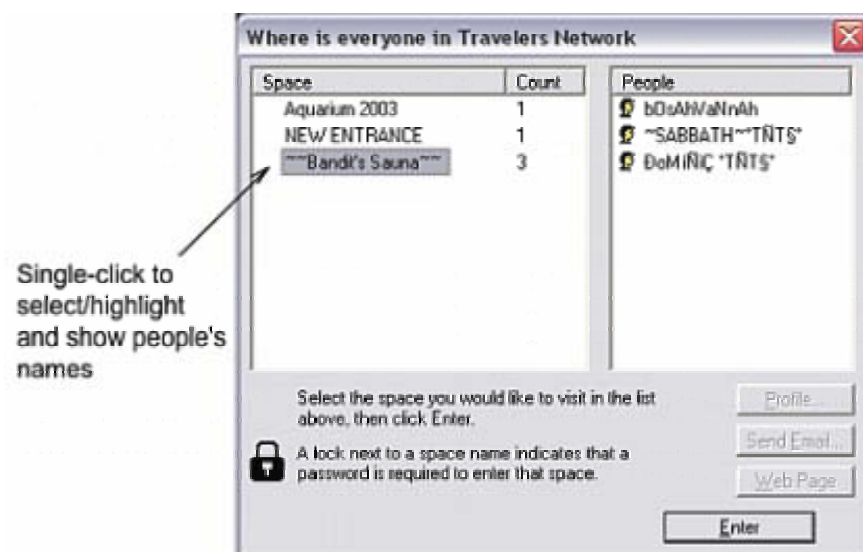 Where is everyone in Travelers Network
Space Count People
Aquarium 2003 1
NEW ENTRANCE 1
~~Bandit's Sauna~~ 3
bOsAhVaNnAh
~SABBATH~*TÑT§*
ÐoMiÑiÇ *TÑT§*
Single-click to
select/highlight
and show people's
names
Select the space you would like to visit in the list
above, then click Enter.
A lock next to a space name indicates that a
password is required to enter that space.
Profile...
Send Email...
Web Page
Enter